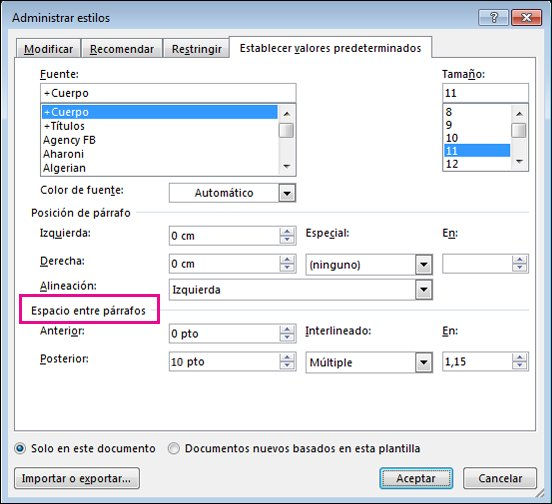 Administrar estilos
Modificar Recomendar Restringir Establecer valores predeterminados
Fuente: Tamaño:
+Cuerpo 11
+Cuerpo 8
+Títulos 9
Agency FB 10
Aharoni 11
Algerian 12
Color de fuente: Automático
Posición de párrafo
Izquierda: 0 cm Especial: En:
Derecha: 0 cm (ninguno)
Alineación: Izquierda
Espacio entre párrafos
Anterior: 0 pto Interlineado: En:
Posterior: 10 pto Múltiple 1,15
Solo en este documento Documentos nuevos basados en esta plantilla
Importar o exportar... Aceptar Cancelar